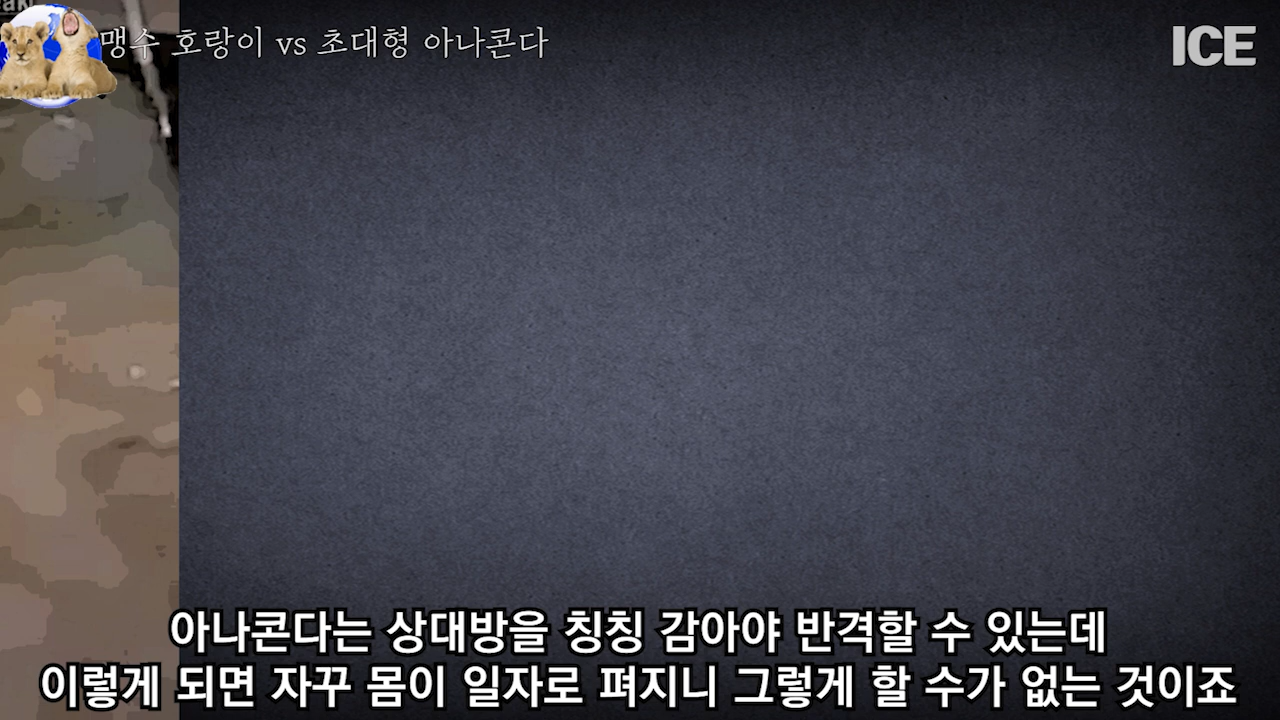 맹수 호랑이 vs 초대형 아나콘다
ICE
아나콘다는 상대방을 칭칭 감아야 반격할 수 있는데
이렇게 되면 자꾸 몸이 일자로 펴지니 그렇게 할 수가 없는 것이죠